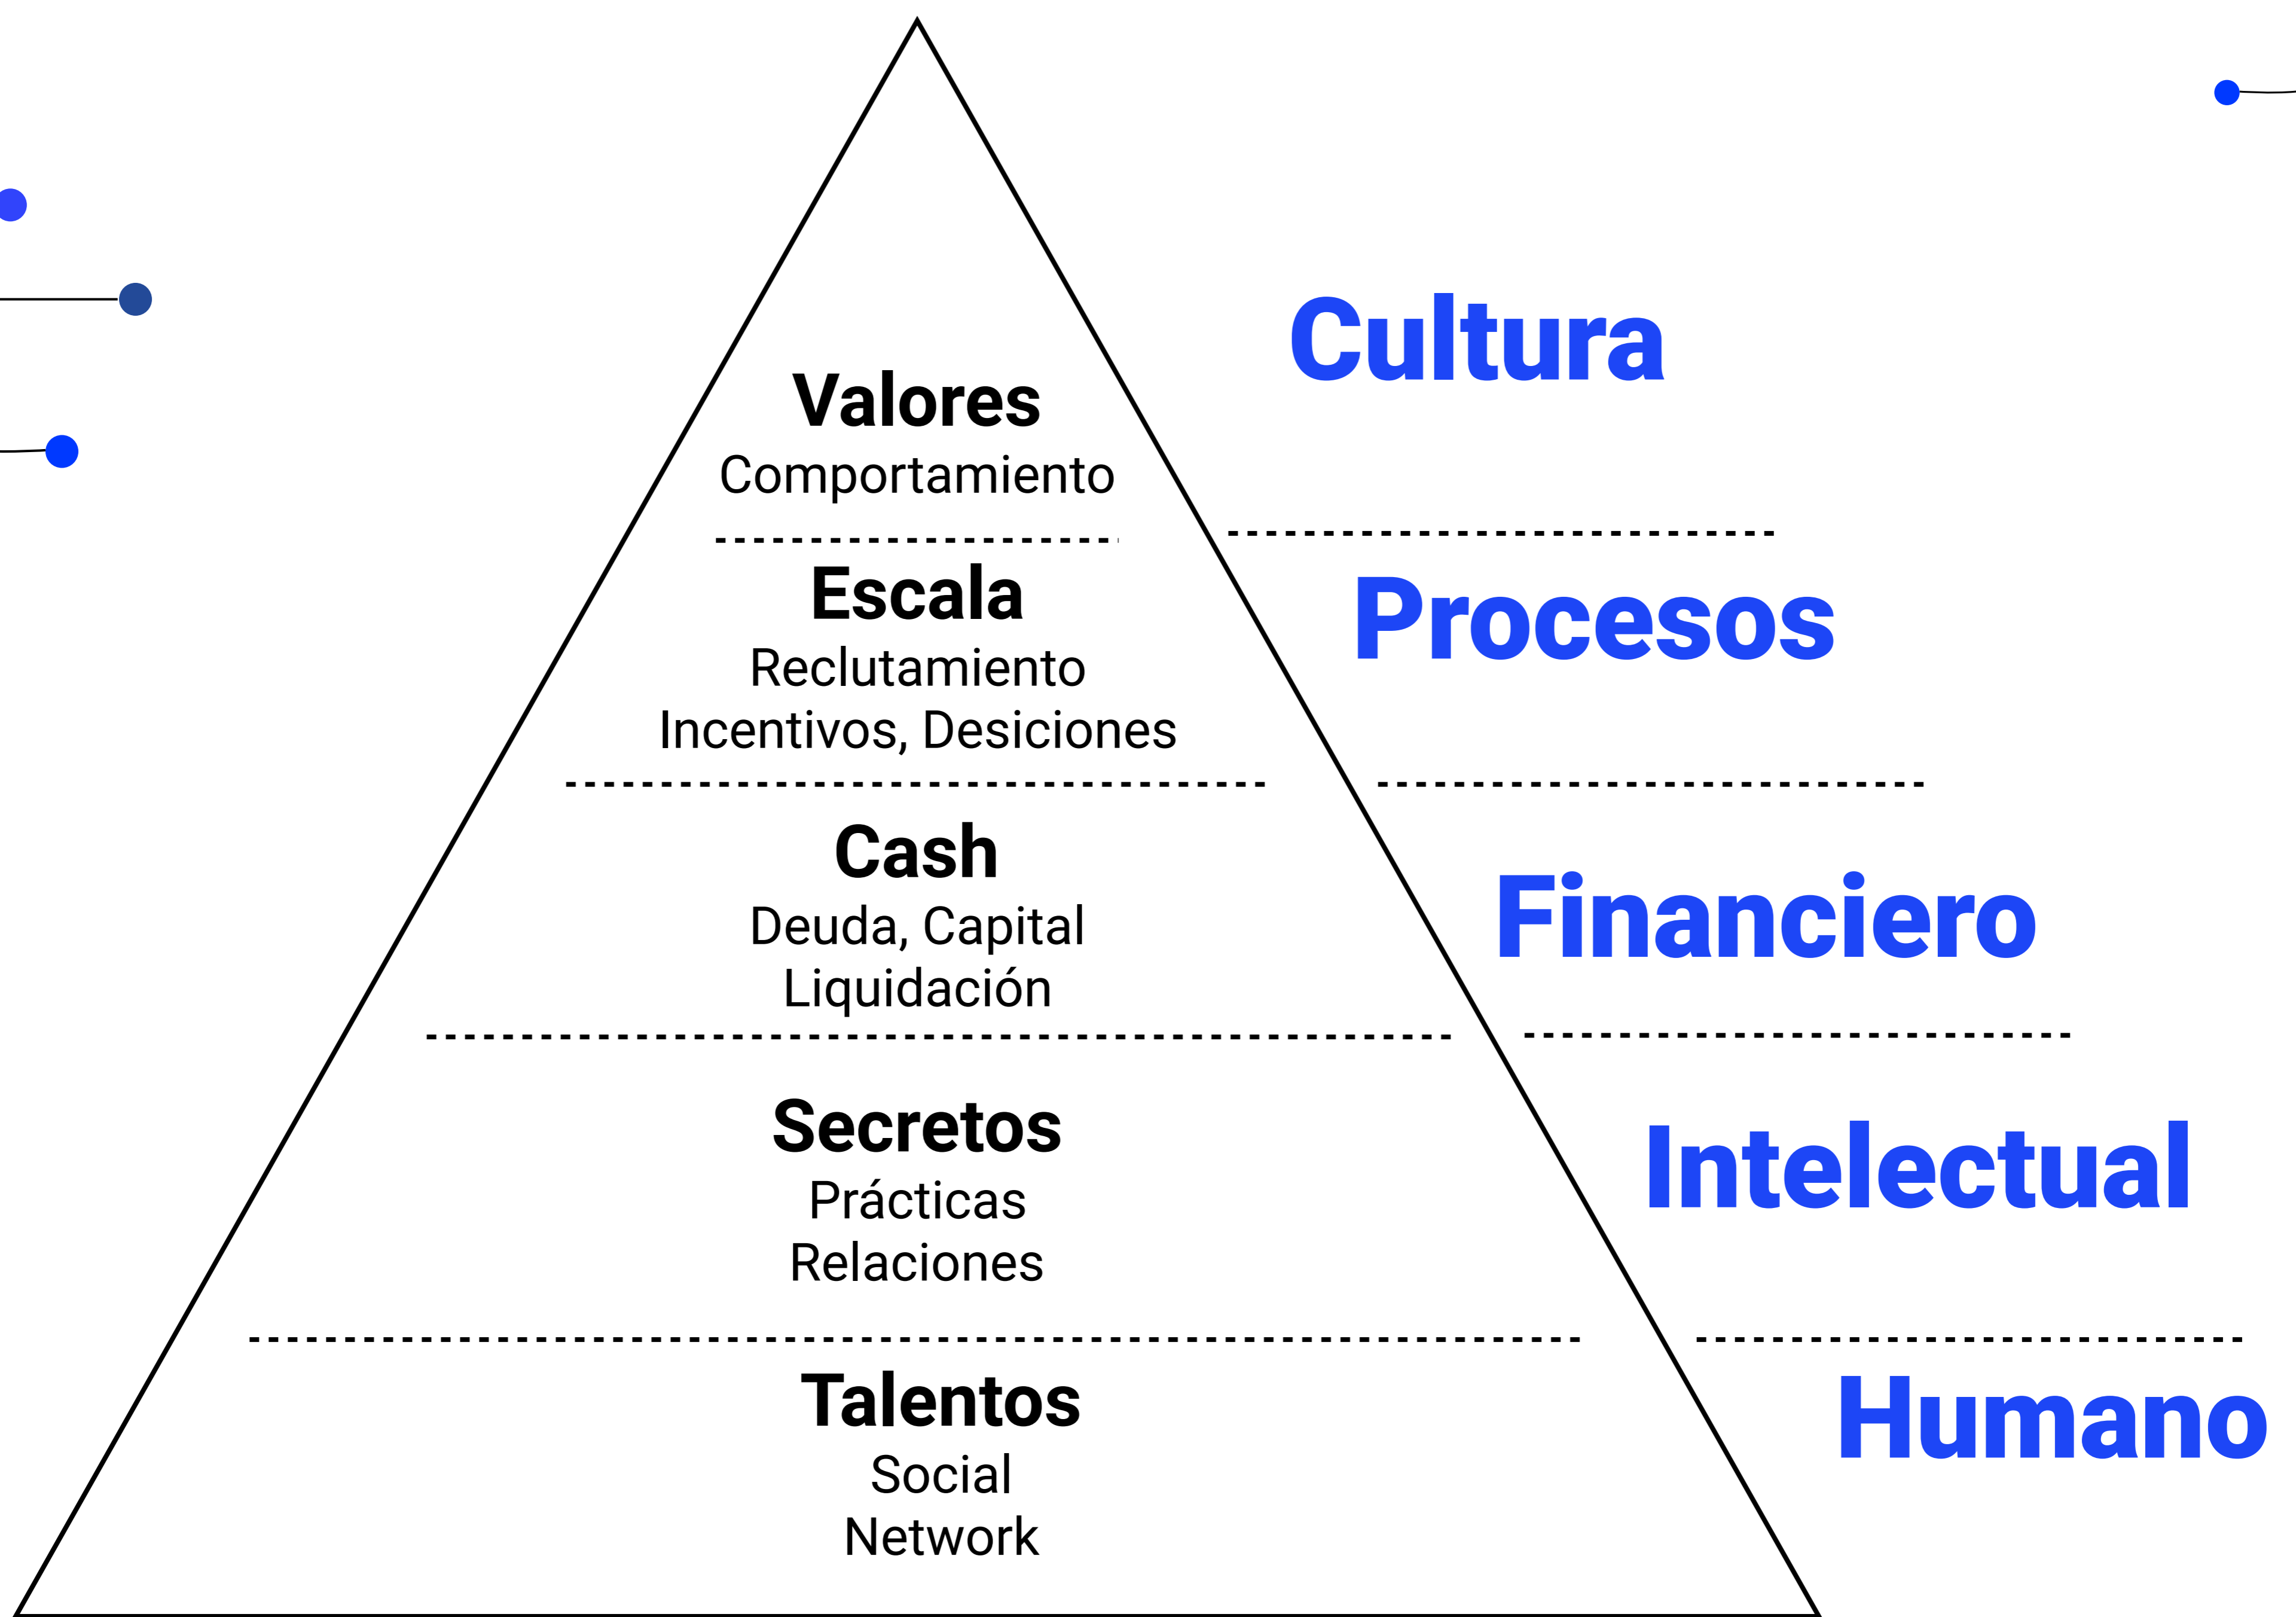 Cultura
Valores
Comportamiento
Procesos
Escala
Reclutamiento
Incentivos, Desiciones
Financiero
Cash
Deuda, Capital
Liquidación
Intelectual
Secretos
Prácticas
Relaciones
Humano
Talentos
Social
Network